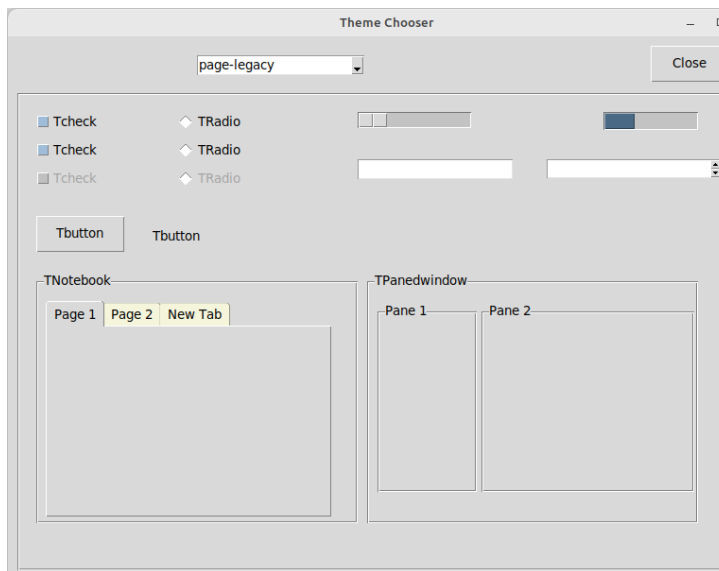 Theme Chooser
page-legacy
Close
Tcheck TRadio
Tcheck TRadio
Tcheck TRadio
Tbutton Tbutton
TNotebook TPanedwindow
Page 1 Page 2 New Tab
Pane 1 Pane 2